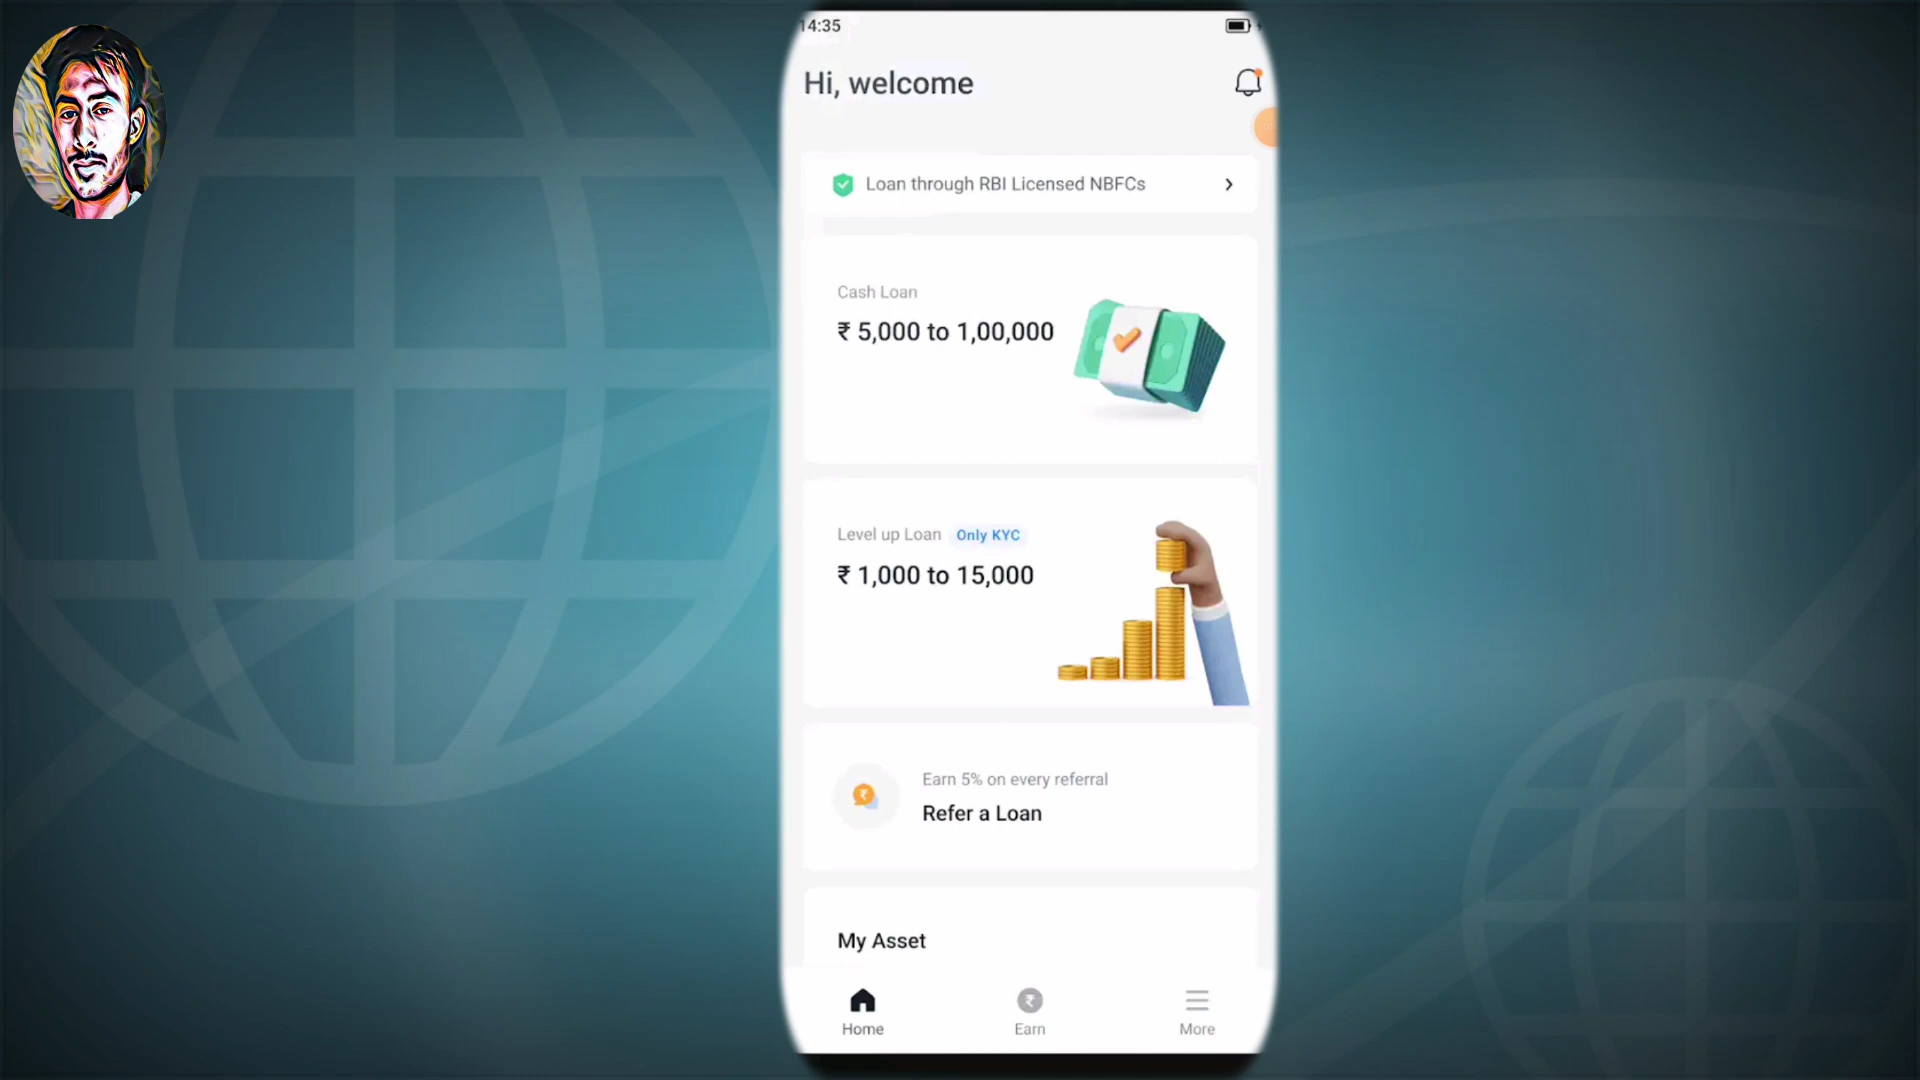 14:35
Hi, welcome
Loan through RBI Licensed NBFCs
Cash Loan
₹ 5,000 to 1,00,000
Level up Loan Only KYC
₹ 1,000 to 15,000
Earn 5% on every referral
Refer a Loan
My Asset
Home Earn More